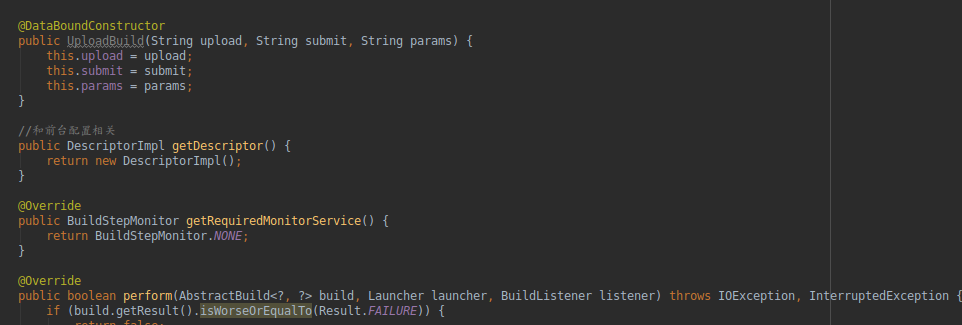 @DataBoundConstructor
public UploadBuild(String upload, String submit, String params) {
this.upload = upload;
this.submit = submit;
this.params = params;
}
//和前台配置相关
public DescriptorImpl getDescriptor() {
return new DescriptorImpl();
}
@Override
public BuildStepMonitor getRequiredMonitorService() {
return BuildStepMonitor.NONE;
}
@Override
public boolean perform(AbstractBuild<?, ?> build, Launcher launcher, BuildListener listener) throws IOException, InterruptedException {
if (build.getResult().isWorseOrEqualTo(Result.FAILURE)) {
return false;